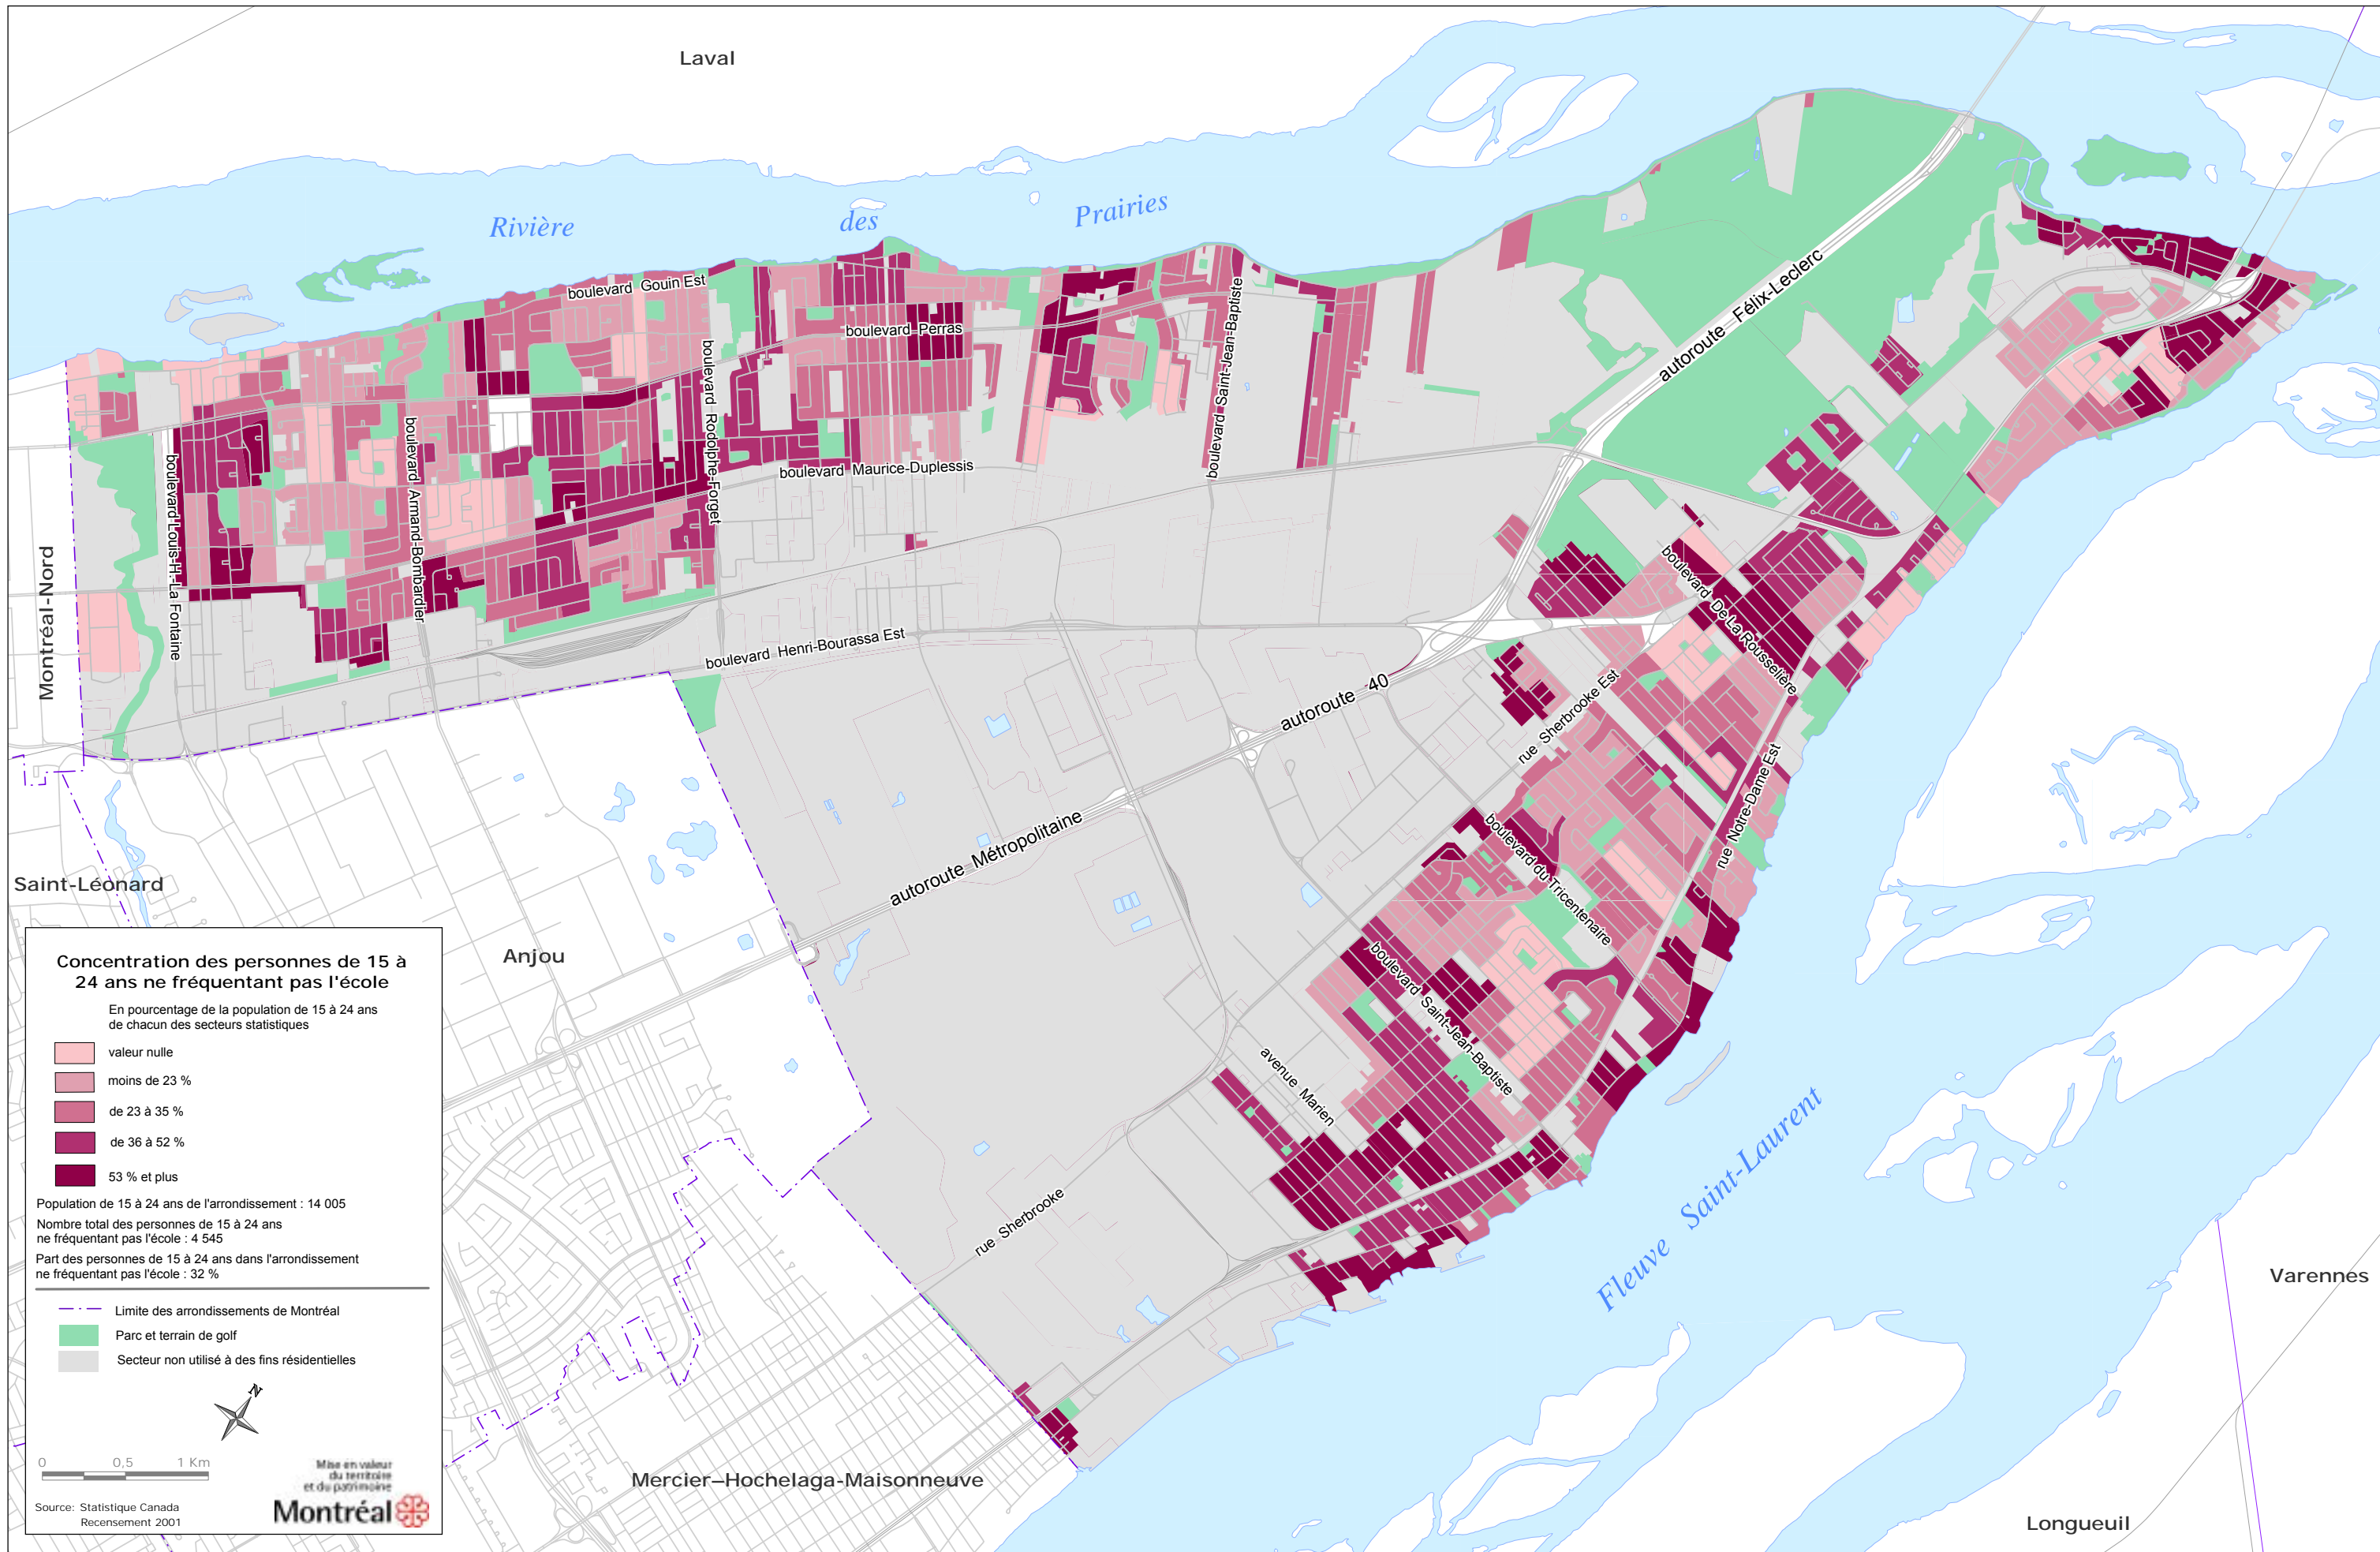 Laval
Rivière des Prairies
boulevard Gouin Est
boulevard Perras
boulevard Saint-Jean-Baptiste
autoroute Félix-Leclerc
boulevard Rodolphe-Forget
boulevard Maurice-Duplessis
boulevard Armand-Bombardier
boulevard Louis-H.-La Fontaine
Montréal-Nord
boulevard Henri-Bourassa Est
autoroute 40
boulevard De La Rousselière
rue Sherbrooke Est
rue Notre-Dame Est
autoroute Métropolitaine
boulevard du Tricentenaire
boulevard Saint-Jean-Baptiste
avenue Marien
rue Sherbrooke
Saint-Léonard
Anjou
Fleuve Saint-Laurent
Varennes
Mercier–Hochelaga-Maisonneuve
Longueuil
Concentration des personnes de 15 à
24 ans ne fréquentant pas l'école
En pourcentage de la population de 15 à 24 ans
de chacun des secteurs statistiques
valeur nulle
moins de 23 %
de 23 à 35 %
de 36 à 52 %
53 % et plus
Population de 15 à 24 ans de l'arrondissement : 14 005
Nombre total des personnes de 15 à 24 ans
ne fréquentant pas l'école : 4 545
Part des personnes de 15 à 24 ans dans l'arrondissement
ne fréquentant pas l'école : 32 %
Limite des arrondissements de Montréal
Parc et terrain de golf
Secteur non utilisé à des fins résidentielles
N
0 0,5 1 Km
Mise en valeur
du territoire
et du patrimoine
Montréal
Source: Statistique Canada
Recensement 2001